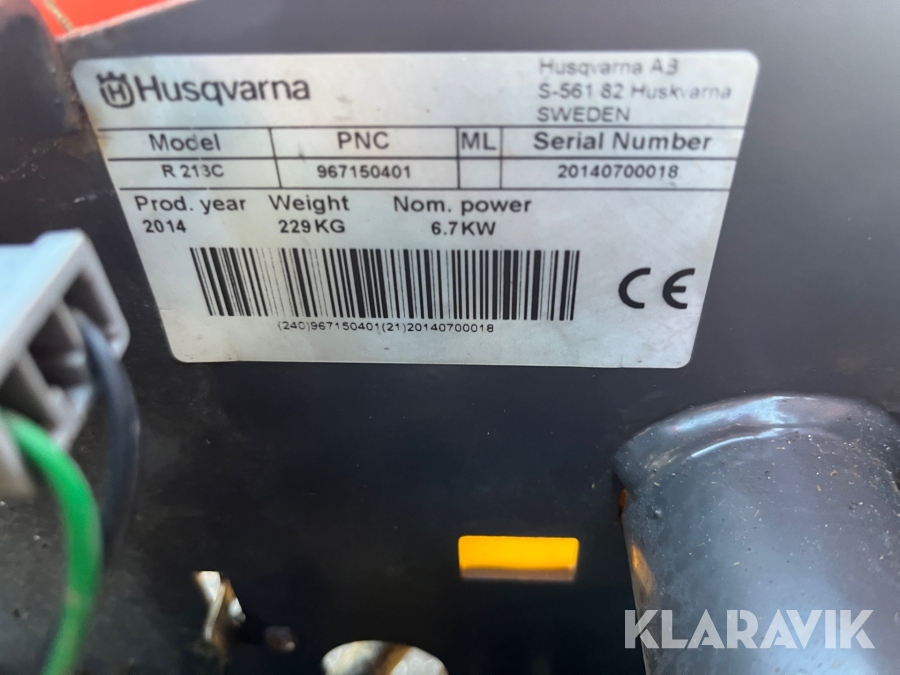 Husqvarna
Husqvarna AB
S-561 82 Huskvarna
SWEDEN
Model PNC ML Serial Number
R 213C 967150401 20140700018
Prod. year Weight Nom. power
2014 229KG 6.7KW
CE
(240)967150401(21)20140700018
KLARAVIK